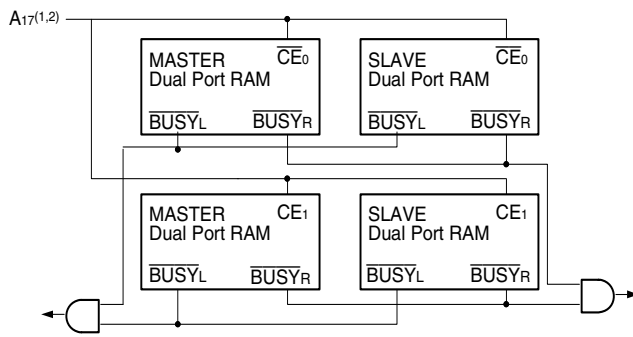 A17(1,2)
MASTER CE0 SLAVE CE0
Dual Port RAM Dual Port RAM
BUSYL BUSYR BUSYL BUSYR
MASTER CE1 SLAVE CE1
Dual Port RAM Dual Port RAM
BUSYL BUSYR BUSYL BUSYR